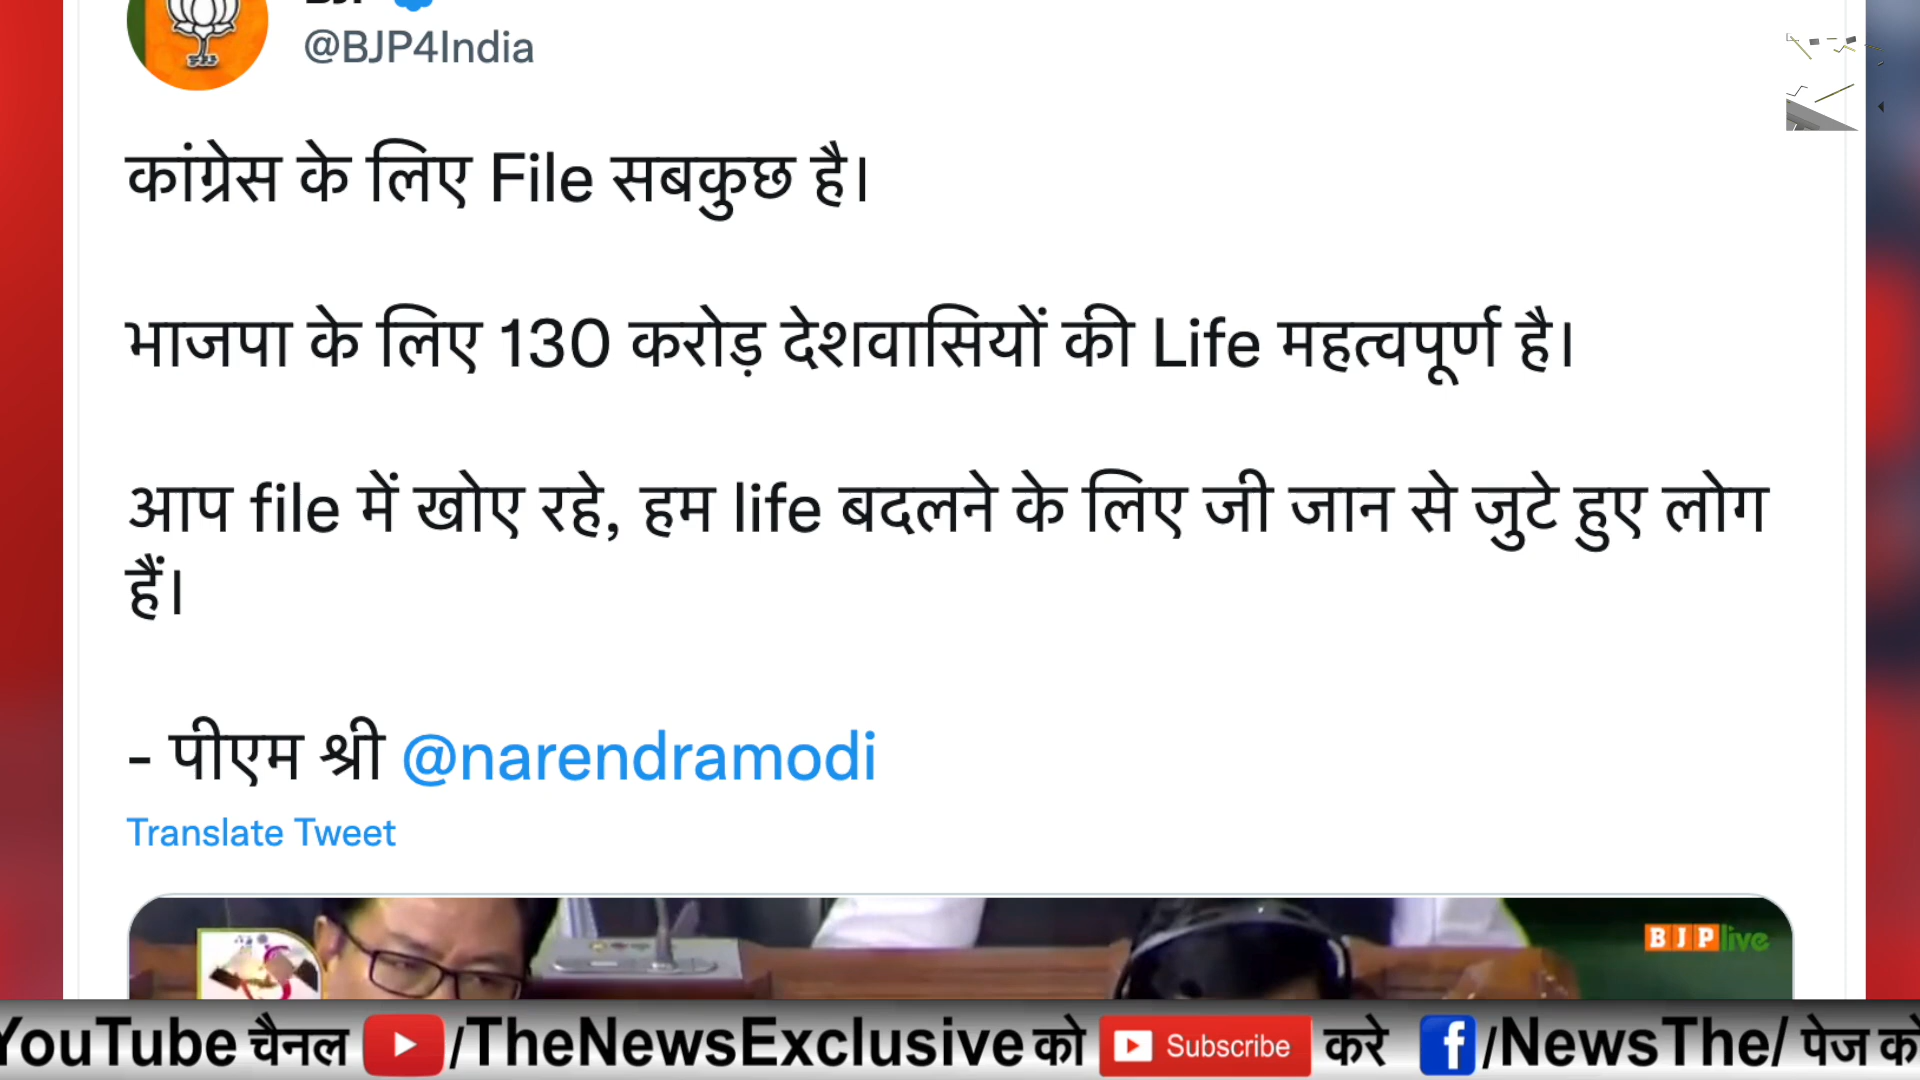 @BJP4India
कांग्रेस के लिए File सबकुछ है।
भाजपा के लिए 130 करोड़ देशवासियों की Life महत्वपूर्ण है।
आप file में खोए रहे, हम life बदलने के लिए जी जान से जुटे हुए लोग
हैं।
- पीएम श्री @narendramodi
Translate Tweet
BJP live
YouTube चैनल /TheNewsExclusive को Subscribe करे f /NewsThe/ पेज को